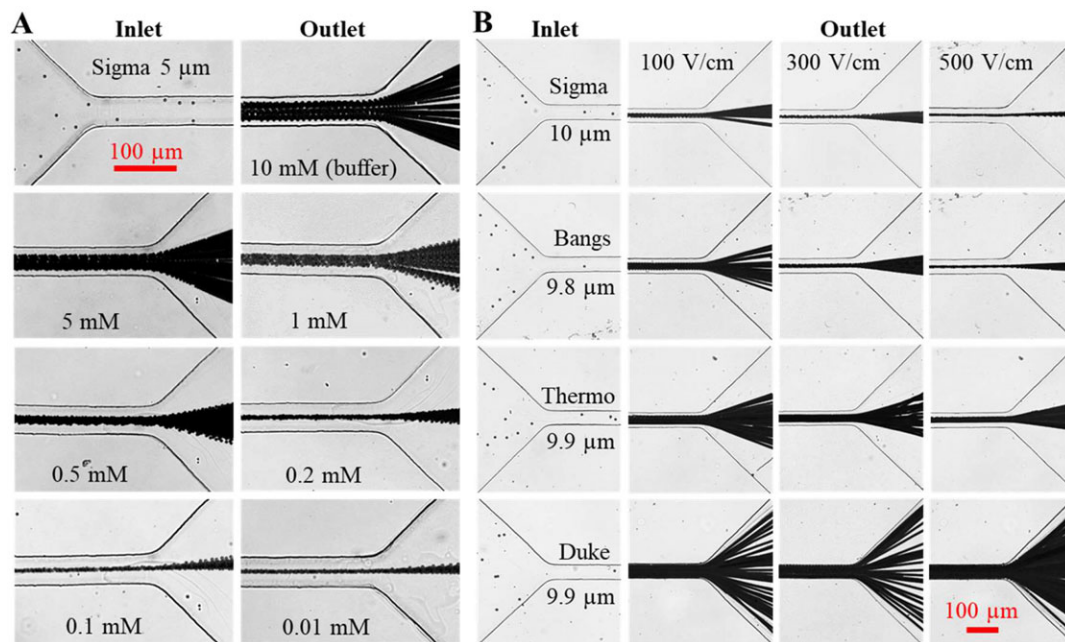 A
Inlet
Outlet
Sigma 5 µm
100 µm
10 mM (buffer)
5 mM
1 mM
0.5 mM
0.2 mM
0.1 mM
0.01 mM
B
Inlet
Outlet
100 V/cm
300 V/cm
500 V/cm
Sigma
10 µm
Bangs
9.8 µm
Thermo
9.9 µm
Duke
9.9 µm
100 µm